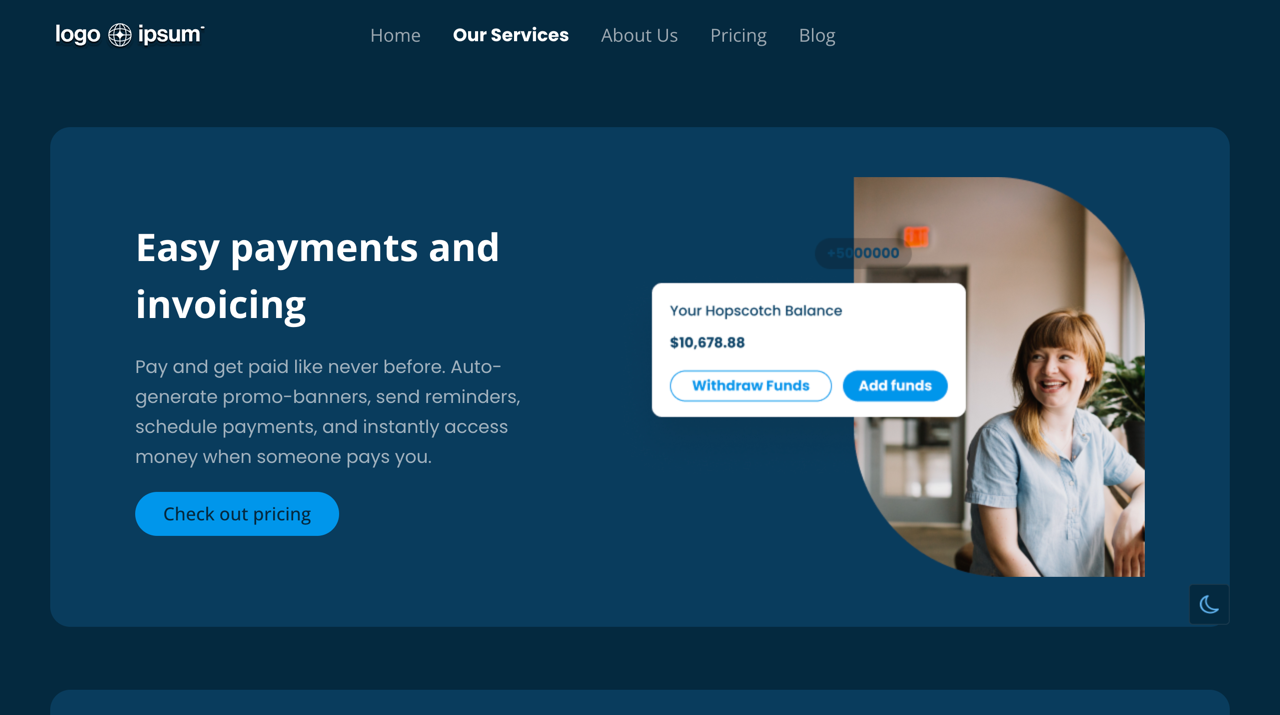 logo ipsum
Home Our Services About Us Pricing Blog
Easy payments and
invoicing
Pay and get paid like never before. Auto-
generate promo-banners, send reminders,
schedule payments, and instantly access
money when someone pays you.
Check out pricing
+5000000
Your Hopscotch Balance
$10,678.88
Withdraw Funds Add funds